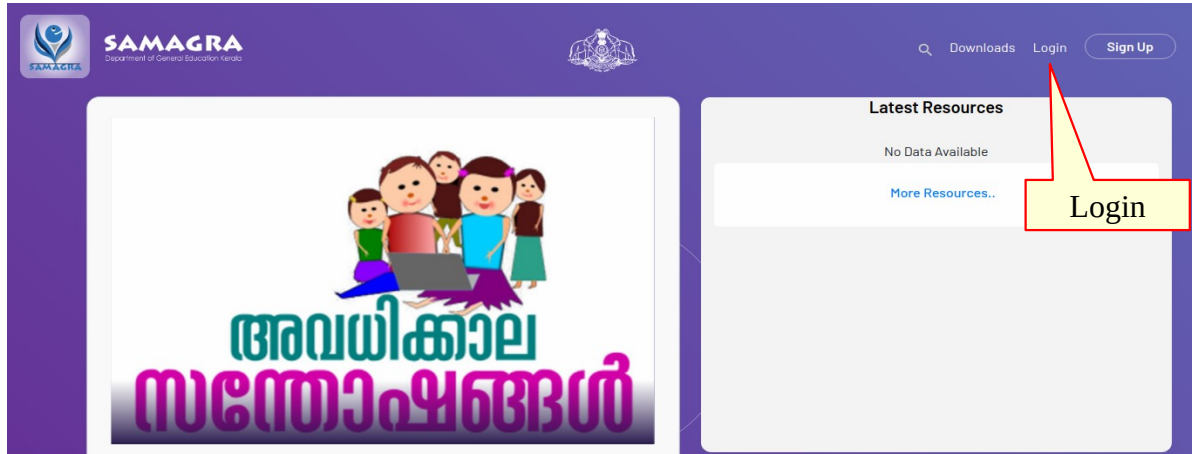 SAMAGRA
SAMAGRA
Department of General Education Kerala
Downloads Login Sign Up
Latest Resources
No Data Available
More Resources..
Login
അവധിക്കാല
സന്തോഷങ്ങൾ